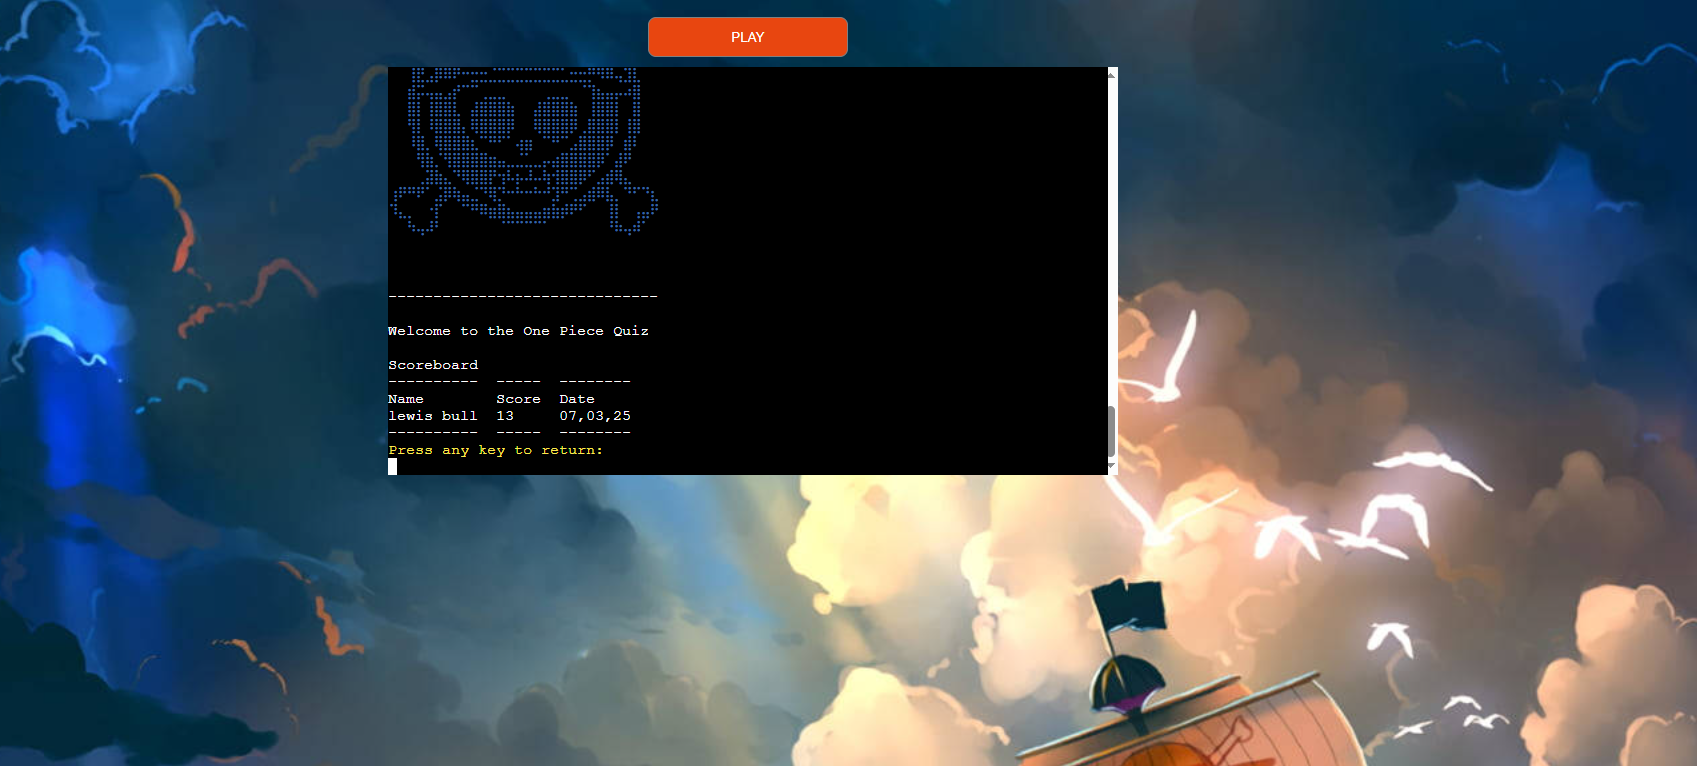 PLAY
------------------------------
Welcome to the One Piece Quiz
Scoreboard
----------  -----  --------
Name        Score  Date
lewis bull  13     07,03,25
----------  -----  --------
Press any key to return: